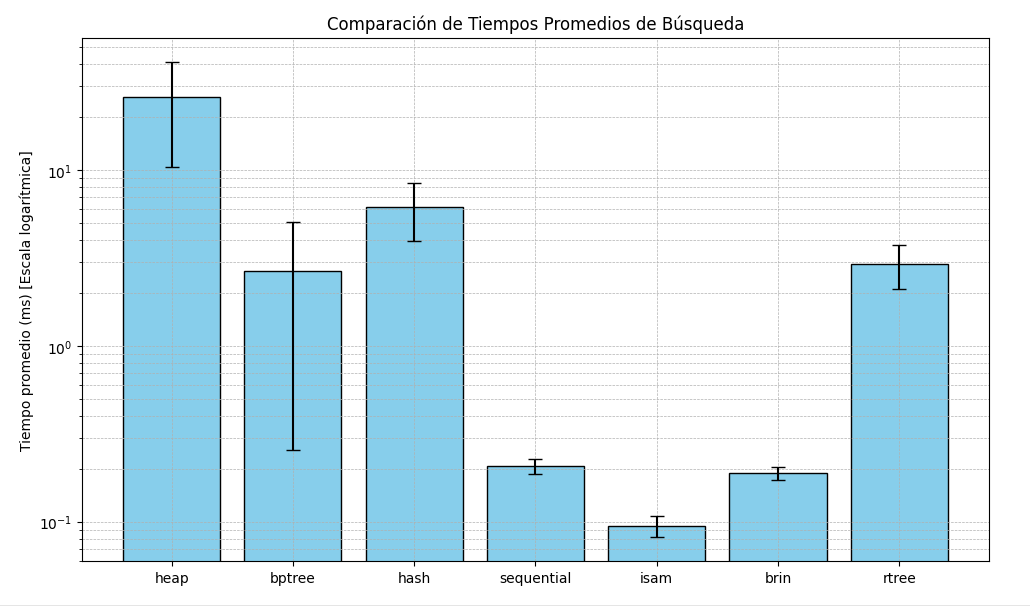 Comparación de Tiempos Promedios de Búsqueda
Tiempo promedio (ms) [Escala logarítmica]
10¹
10⁰
10⁻¹
heap bptree hash sequential isam brin rtree